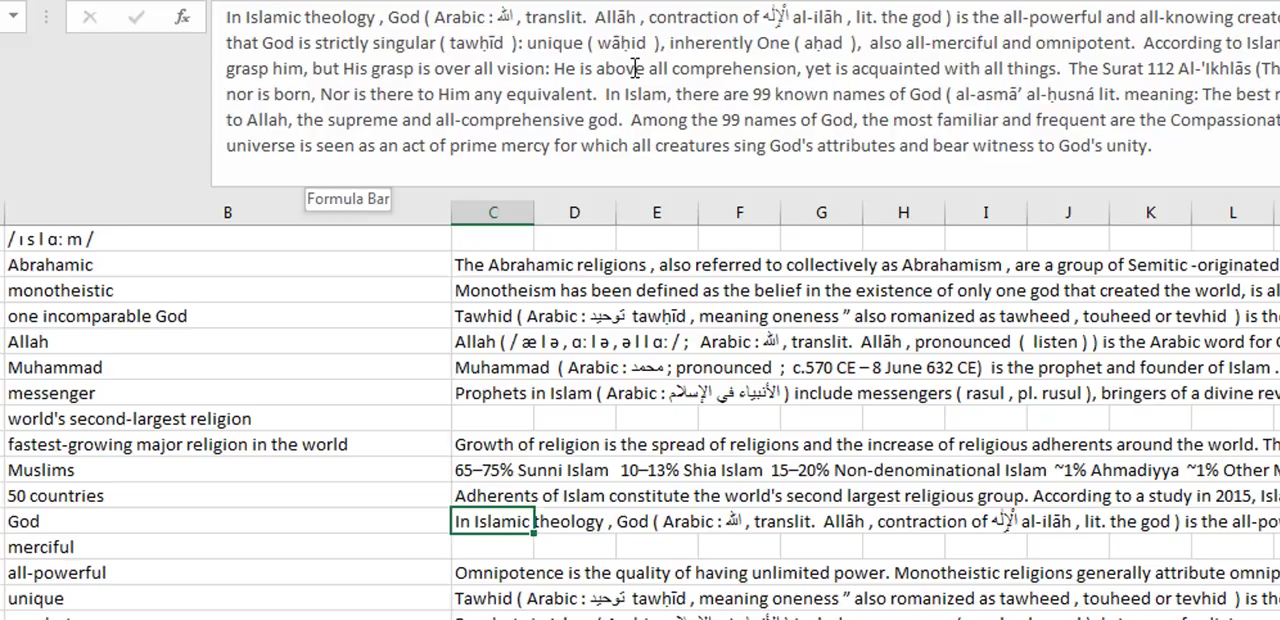 fx
In Islamic theology , God ( Arabic : الله , translit. Allāh , contraction of الْإِلٰه al-ilāh , lit. the god ) is the all-powerful and all-knowing create
that God is strictly singular ( tawḥīd ): unique ( wāḥid ), inherently One ( aḥad ), also all-merciful and omnipotent. According to Islam
grasp him, but His grasp is over all vision: He is above all comprehension, yet is acquainted with all things. The Surat 112 Al-'Ikhlās (Th
nor is born, Nor is there to Him any equivalent. In Islam, there are 99 known names of God ( al-asmā’ al-ḥusná lit. meaning: The best n
to Allah, the supreme and all-comprehensive god. Among the 99 names of God, the most familiar and frequent are the Compassionat
universe is seen as an act of prime mercy for which all creatures sing God's attributes and bear witness to God's unity.
Formula Bar
B C D E F G H I J K L
/ ɪ s l ɑː m /
Abrahamic The Abrahamic religions , also referred to collectively as Abrahamism , are a group of Semitic -originated
monotheistic Monotheism has been defined as the belief in the existence of only one god that created the world, is al
one incomparable God Tawhid ( Arabic : توحيد tawḥīd , meaning oneness ” also romanized as tawheed , touheed or tevhid ) is the
Allah Allah ( / æ l ə , ɑː l ə , ə l l ɑː / ; Arabic : الله , translit. Allāh , pronounced ( listen ) ) is the Arabic word for G
Muhammad Muhammad ( Arabic : محمد ; pronounced ; c.570 CE – 8 June 632 CE) is the prophet and founder of Islam .
messenger Prophets in Islam ( Arabic : الأنبياء في الإسلام ) include messengers ( rasul , pl. rusul ), bringers of a divine rev
world's second-largest religion
fastest-growing major religion in the world Growth of religion is the spread of religions and the increase of religious adherents around the world. Th
Muslims 65–75% Sunni Islam 10–13% Shia Islam 15–20% Non-denominational Islam ~1% Ahmadiyya ~1% Other M
50 countries Adherents of Islam constitute the world's second largest religious group. According to a study in 2015, Isla
God In Islamic theology , God ( Arabic : الله , translit. Allāh , contraction of الْإِلٰه al-ilāh , lit. the god ) is the all-po
merciful
all-powerful Omnipotence is the quality of having unlimited power. Monotheistic religions generally attribute omnip
unique Tawhid ( Arabic : توحيد tawḥīd , meaning oneness ” also romanized as tawheed , touheed or tevhid ) is the